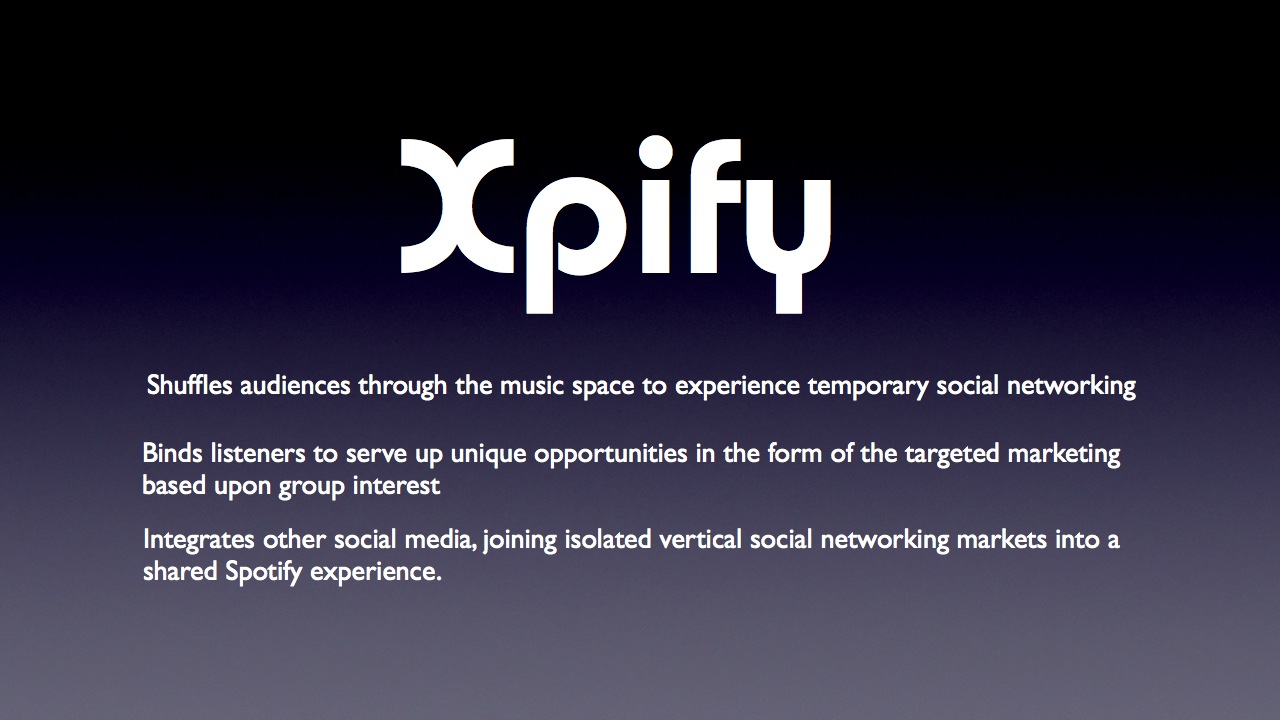 Xpify
Shuffles audiences through the music space to experience temporary social networking
Binds listeners to serve up unique opportunities in the form of the targeted marketing
based upon group interest
Integrates other social media, joining isolated vertical social networking markets into a
shared Spotify experience.